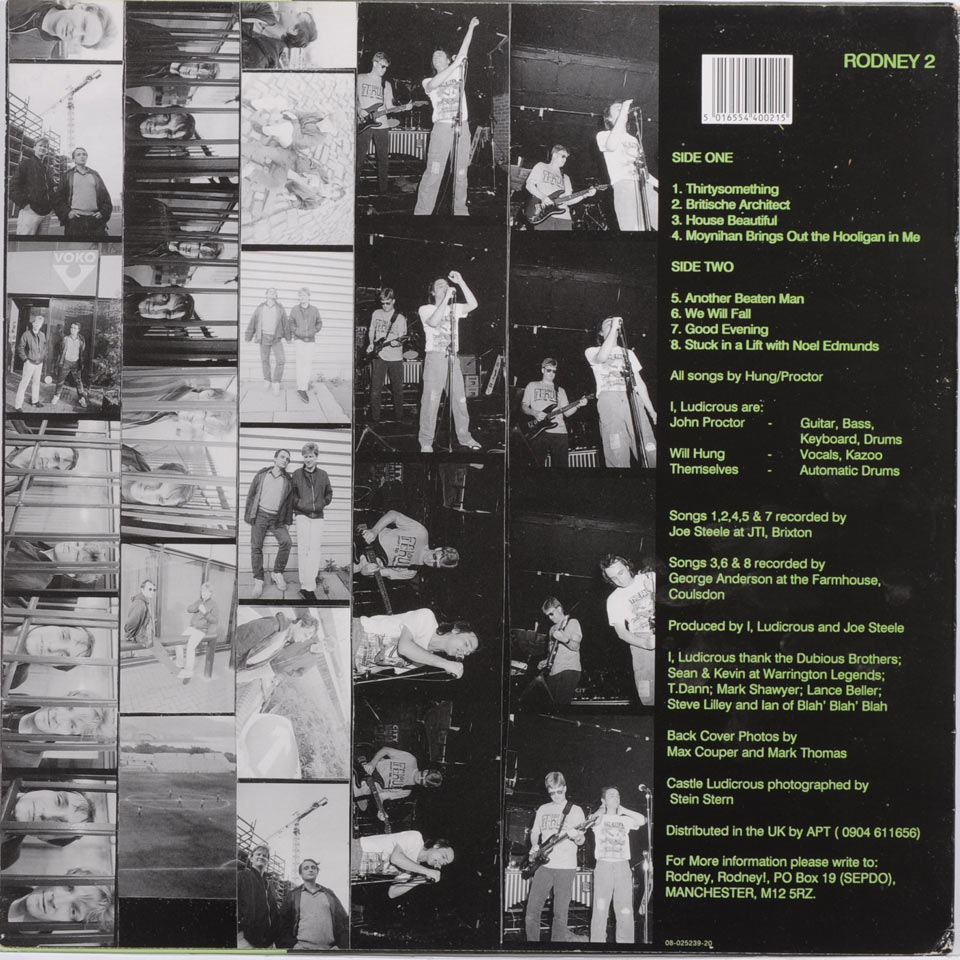 RODNEY 2
5 016554 400215
SIDE ONE
1. Thirtysomething
2. Britische Architect
3. House Beautiful
4. Moynihan Brings Out the Hooligan in Me
SIDE TWO
5. Another Beaten Man
6. We Will Fall
7. Good Evening
8. Stuck in a Lift with Noel Edmunds
All songs by Hung/Proctor
I, Ludicrous are:
John Proctor - Guitar, Bass,
Keyboard, Drums
Will Hung - Vocals, Kazoo
Themselves - Automatic Drums
Songs 1,2,4,5 & 7 recorded by
Joe Steele at JTI, Brixton
Songs 3,6 & 8 recorded by
George Anderson at the Farmhouse,
Coulsdon
Produced by I, Ludicrous and Joe Steele
I, Ludicrous thank the Dubious Brothers;
Sean & Kevin at Warrington Legends;
T.Dann; Mark Shawyer; Lance Beller;
Steve Lilley and Ian of Blah' Blah' Blah
Back Cover Photos by
Max Couper and Mark Thomas
Castle Ludicrous photographed by
Stein Stern
Distributed in the UK by APT ( 0904 611656)
For More information please write to:
Rodney, Rodney!, PO Box 19 (SEPDO),
MANCHESTER, M12 5RZ.
08-025239-20
VOKO